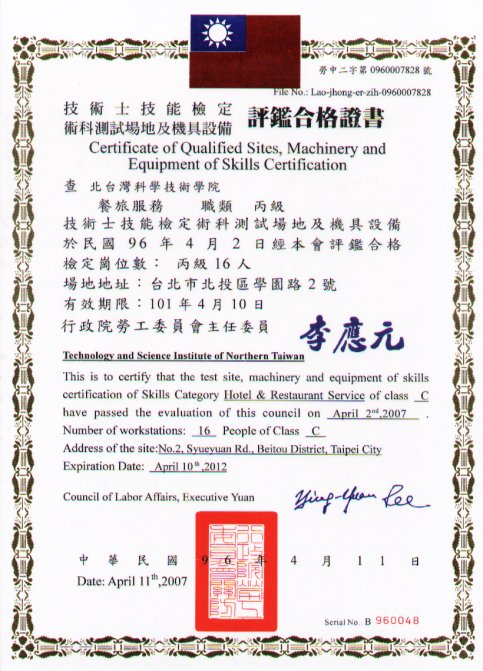 勞中二字第 0960007828 號
File No.: Lao-jhong-er-zih-0960007828
技術士技能檢定
術科測試場地及機具設備 評鑑合格證書
Certificate of Qualified Sites, Machinery and
Equipment of Skills Certification
查 北台灣科學技術學院
餐旅服務 職類 丙級
技術士技能檢定術科測試場地及機具設備
於民國 96 年 4 月 2 日經本會評鑑合格
檢定崗位數： 丙級 16 人
場地地址：台北市北投區學園路 2 號
有效期限：101 年 4 月 10 日
行政院勞工委員會主任委員 李應元
Technology and Science Institute of Northern Taiwan
This is to certify that the test site, machinery and equipment of skills
certification of Skills Category Hotel & Restaurant Service of class C
have passed the evaluation of this council on April 2nd,2007 .
Number of workstations: 16 People of Class C
Address of the site:No.2, Syueyuan Rd., Beitou District, Taipei City
Expiration Date: April 10th,2012
Council of Labor Affairs, Executive Yuan Ying-Yuan Lee
中華民國 96 年 4 月 11 日
Date: April 11th,2007
Serial No.: B 960048